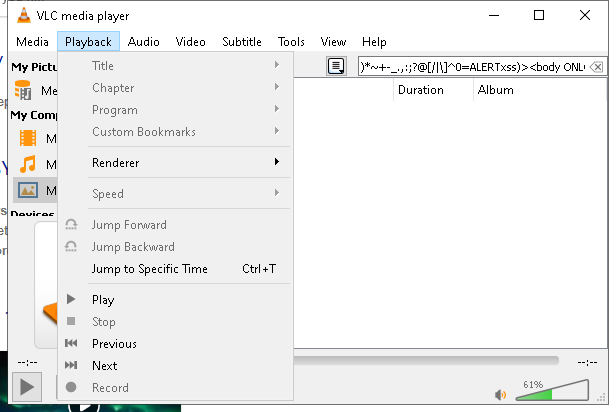 VLC media player
Media Playback Audio Video Subtitle Tools View Help
My Pictu
Title
)*~+-_.,:;?@[/|\]^0=ALERTxss)><body ONL
Me
Chapter
Duration Album
My Comp
Program
M
Custom Bookmarks
M
Renderer
M
Speed
Devices
Jump Forward
Jump Backward
Jump to Specific Time Ctrl+T
Play
Stop
Previous
--:-- Next --:--
Record
61%